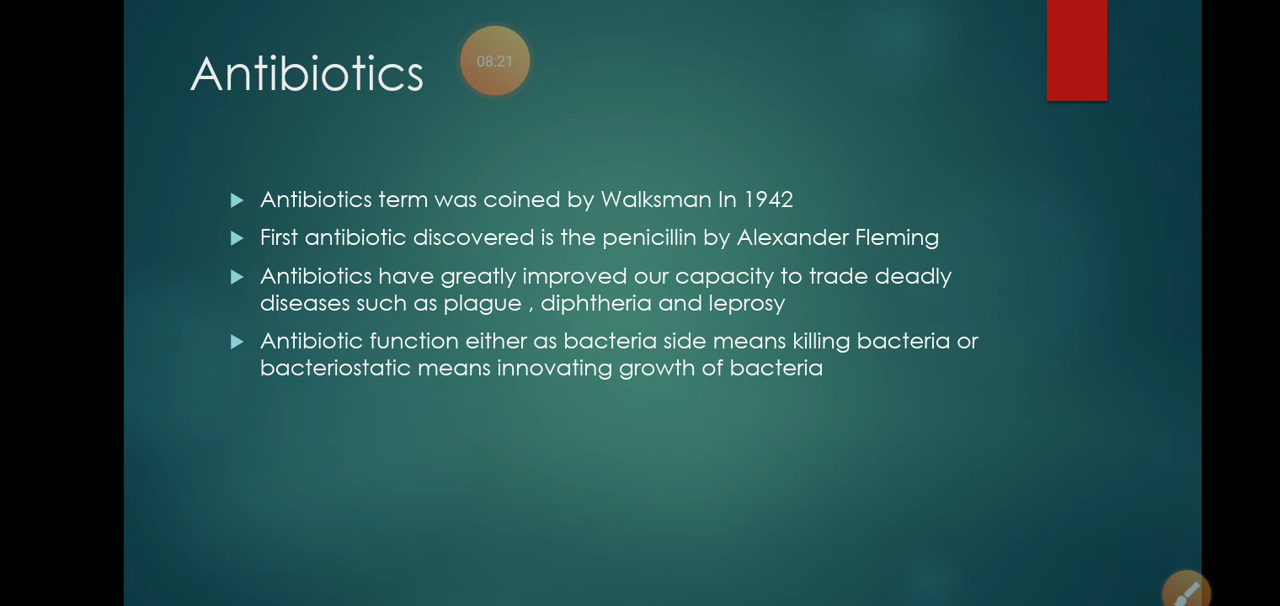 Antibiotics
08:21
Antibiotics term was coined by Walksman In 1942
First antibiotic discovered is the penicillin by Alexander Fleming
Antibiotics have greatly improved our capacity to trade deadly
diseases such as plague , diphtheria and leprosy
Antibiotic function either as bacteria side means killing bacteria or
bacteriostatic means innovating growth of bacteria